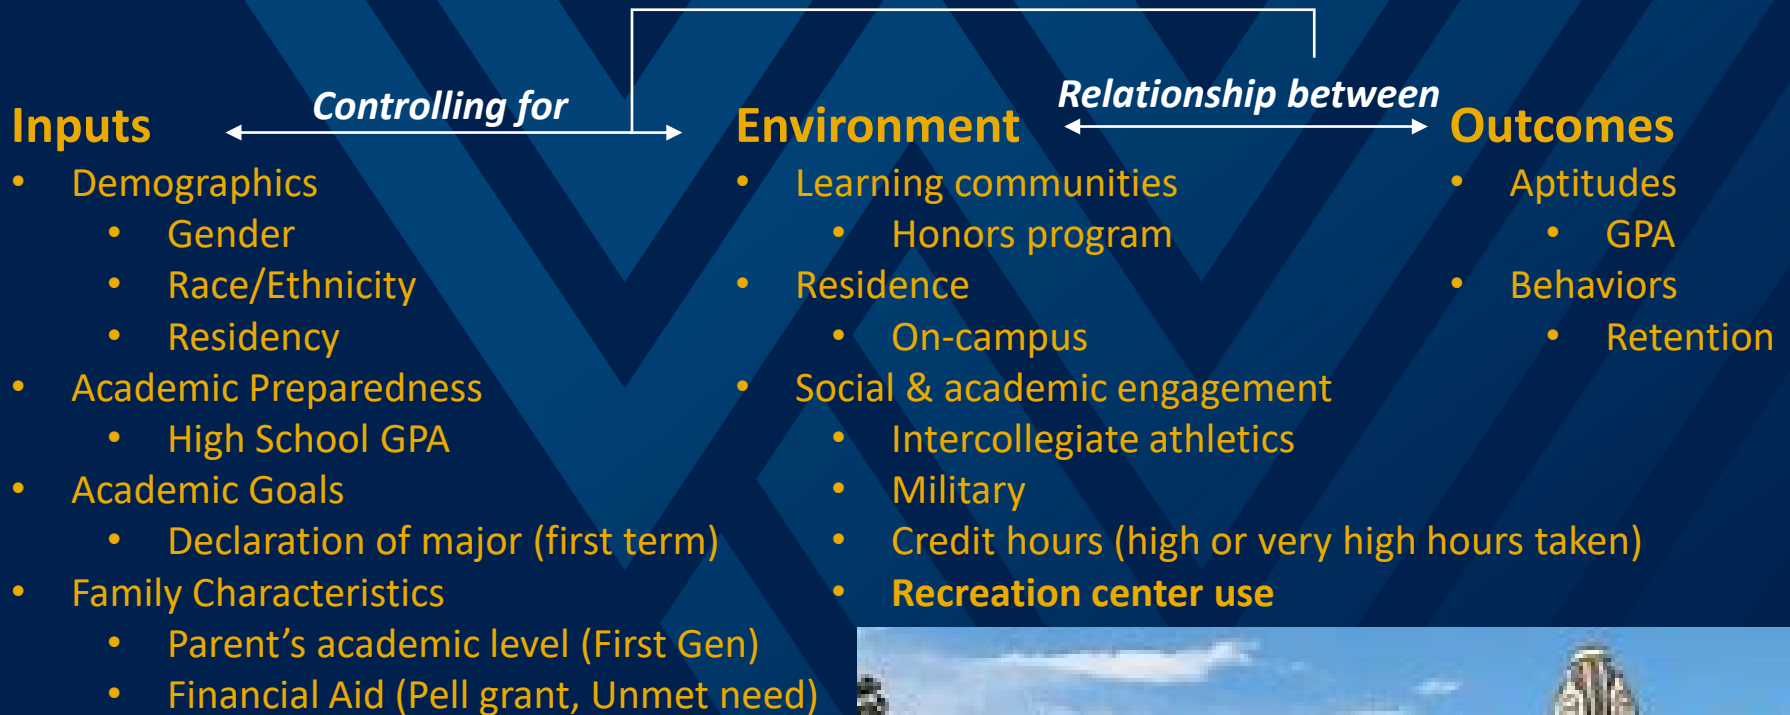 Controlling for
Relationship between
Inputs
• Demographics
• Gender
• Race/Ethnicity
• Residency
• Academic Preparedness
• High School GPA
• Academic Goals
• Declaration of major (first term)
• Family Characteristics
• Parent’s academic level (First Gen)
• Financial Aid (Pell grant, Unmet need)
Environment
• Learning communities
• Honors program
• Residence
• On-campus
• Social & academic engagement
• Intercollegiate athletics
• Military
• Credit hours (high or very high hours taken)
• Recreation center use
Outcomes
• Aptitudes
• GPA
• Behaviors
• Retention